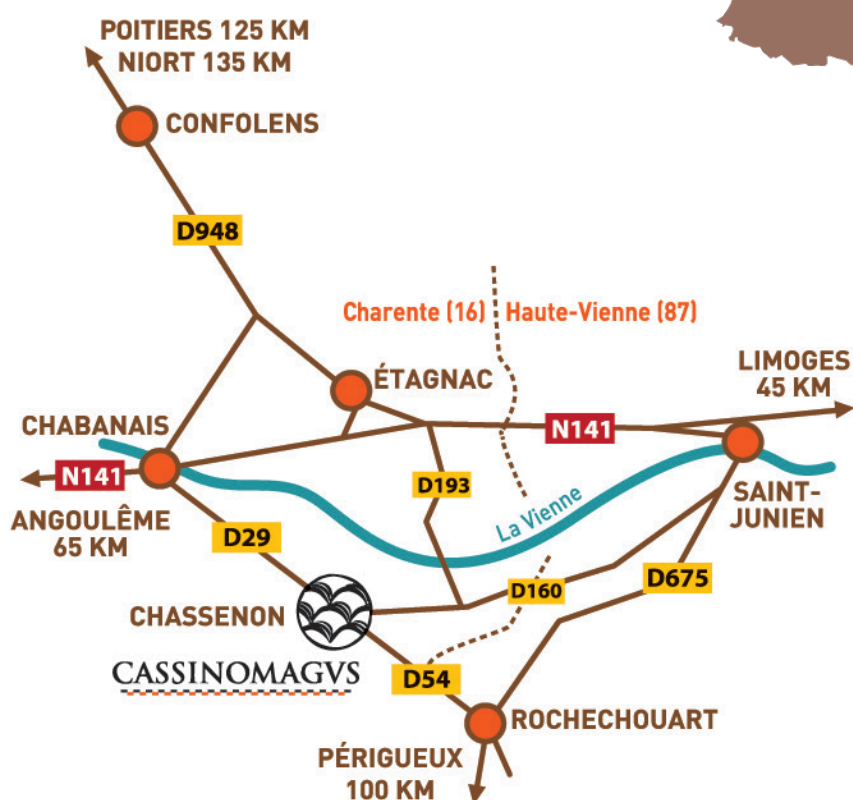 POITIERS 125 KM
NIORT 135 KM
CONFOLENS
D948
Charente (16)
Haute-Vienne (87)
LIMOGES
45 KM
ÉTAGNAC
CHABANAIS
N141
N141
D193
SAINT-
JUNIEN
La Vienne
ANGOULÊME
65 KM
D29
D160
D675
CHASSENON
CASSINOMAGVS
D54
ROCHECHOUART
PÉRIGUEUX
100 KM